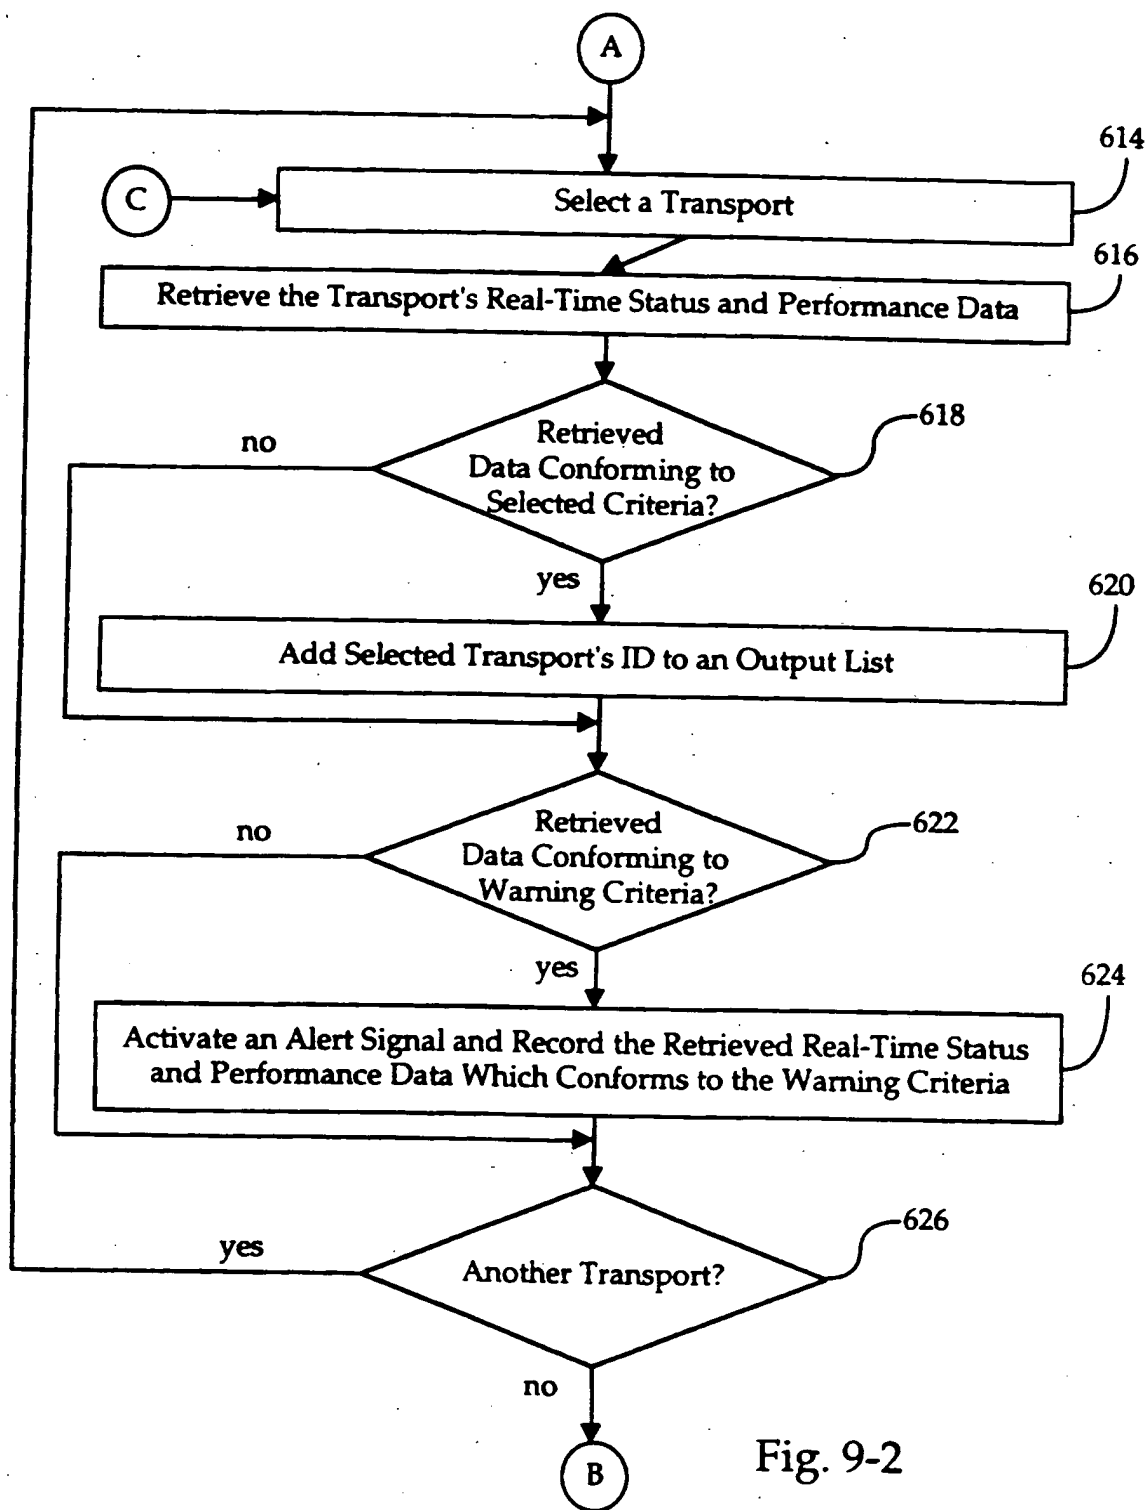 A
614
C
Select a Transport
616
Retrieve the Transport's Real-Time Status and Performance Data
618
no
Retrieved
Data Conforming to
Selected Criteria?
yes
620
Add Selected Transport's ID to an Output List
622
no
Retrieved
Data Conforming to
Warning Criteria?
yes
624
Activate an Alert Signal and Record the Retrieved Real-Time Status
and Performance Data Which Conforms to the Warning Criteria
626
yes
Another Transport?
no
B
Fig. 9-2